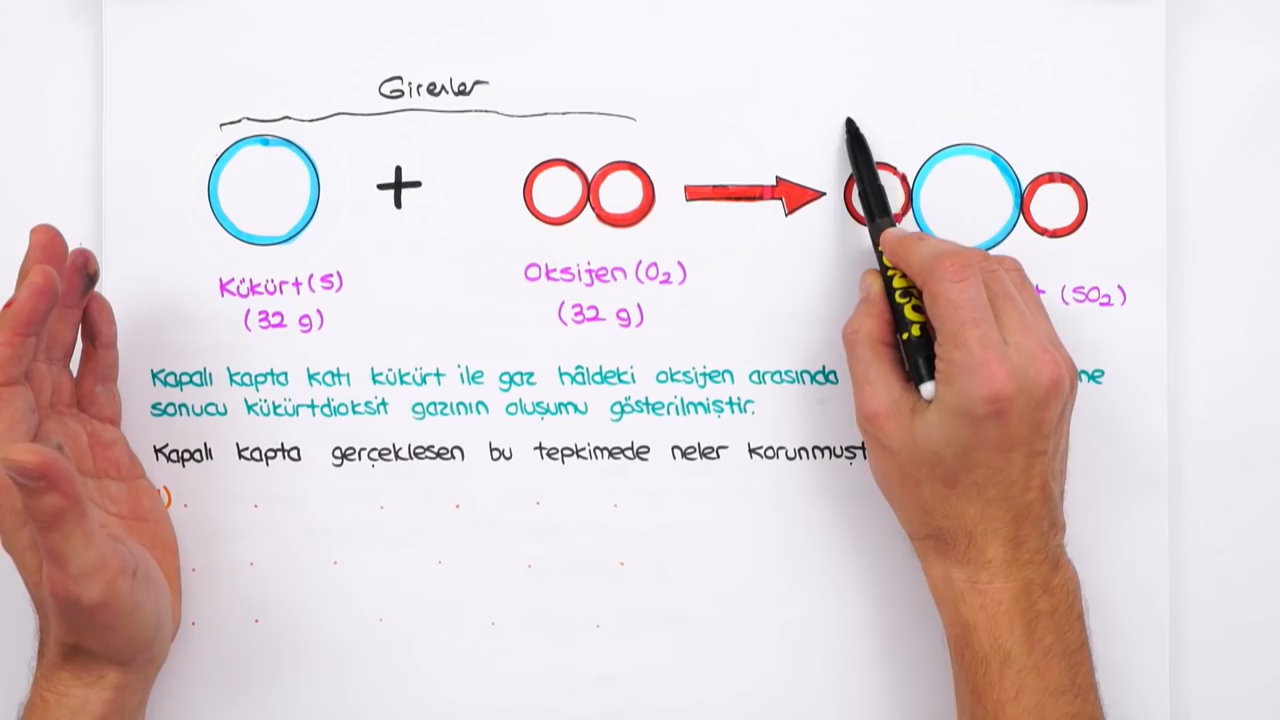 Girenler
+
Kükürt (S)
(32 g)
Oksijen (O₂)
(32 g)
(SO₂)
Kapalı kapta katı kükürt ile gaz hâldeki oksijen arasında
sonucu kükürtdioksit gazının oluşumu gösterilmiştir.
Kapalı kapta gerçekleşen bu tepkimede neler korunmuşt